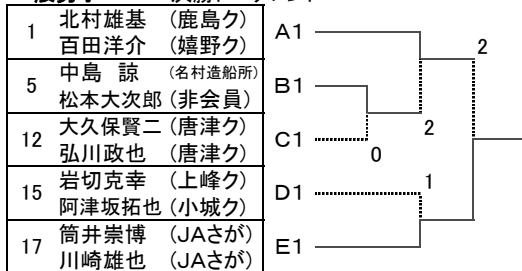 1 北村雄基 (鹿島ク) A1
百田洋介 (嬉野ク)
2
5 中島 諒 (名村造船所) B1
松本大次郎 (非会員)
2
12 大久保賢二 (唐津ク) C1
弘川政也 (唐津ク)
0
15 岩切克幸 (上峰ク) D1
阿津坂拓也 (小城ク)
1
17 筒井崇博 (JAさが) E1
川崎雄也 (JAさが)